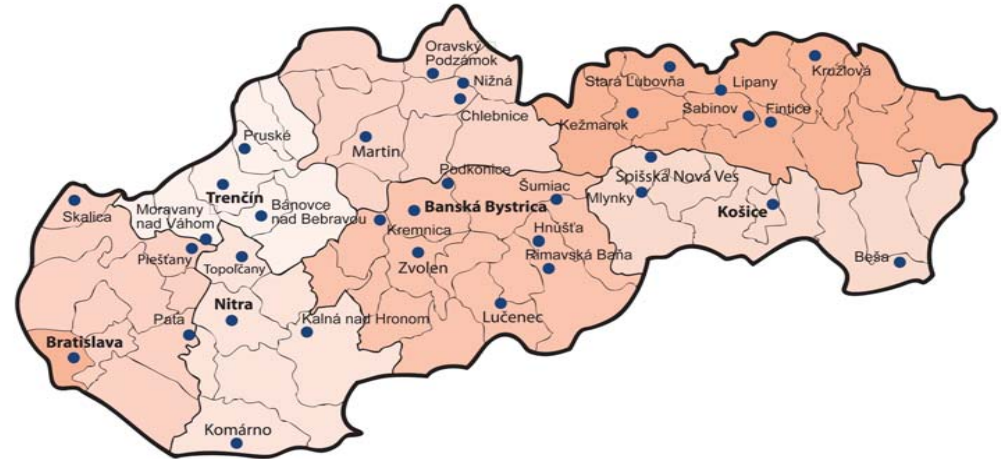 Oravský
Podzámok
Nižná
Chlebnice
Stará Ľubovňa
Lipany
Kružlová
Kežmarok
Sabinov
Fintice
Pruské
Martin
Podkonice
Spišská Nová Ves
Trenčín
Šumiac
Mlynky
Skalica
Moravany
nad Váhom
Bánovce
nad Bebravou
Banská Bystrica
Košice
Kremnica
Hnúšťa
Piešťany
Topoľčany
Zvolen
Rimavská Baňa
Beša
Nitra
Pata
Kalná nad Hronom
Lučenec
Bratislava
Komárno